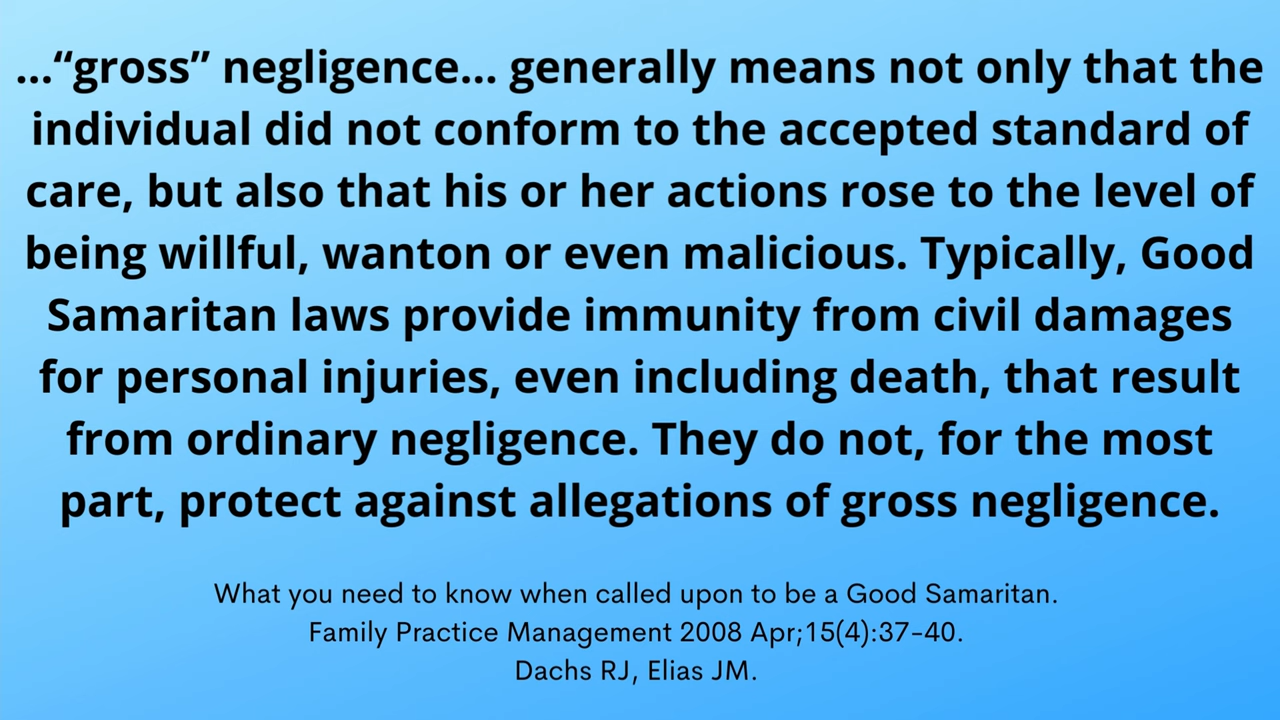 ...“gross” negligence... generally means not only that the
individual did not conform to the accepted standard of
care, but also that his or her actions rose to the level of
being willful, wanton or even malicious. Typically, Good
Samaritan laws provide immunity from civil damages
for personal injuries, even including death, that result
from ordinary negligence. They do not, for the most
part, protect against allegations of gross negligence.
What you need to know when called upon to be a Good Samaritan.
Family Practice Management 2008 Apr;15(4):37-40.
Dachs RJ, Elias JM.